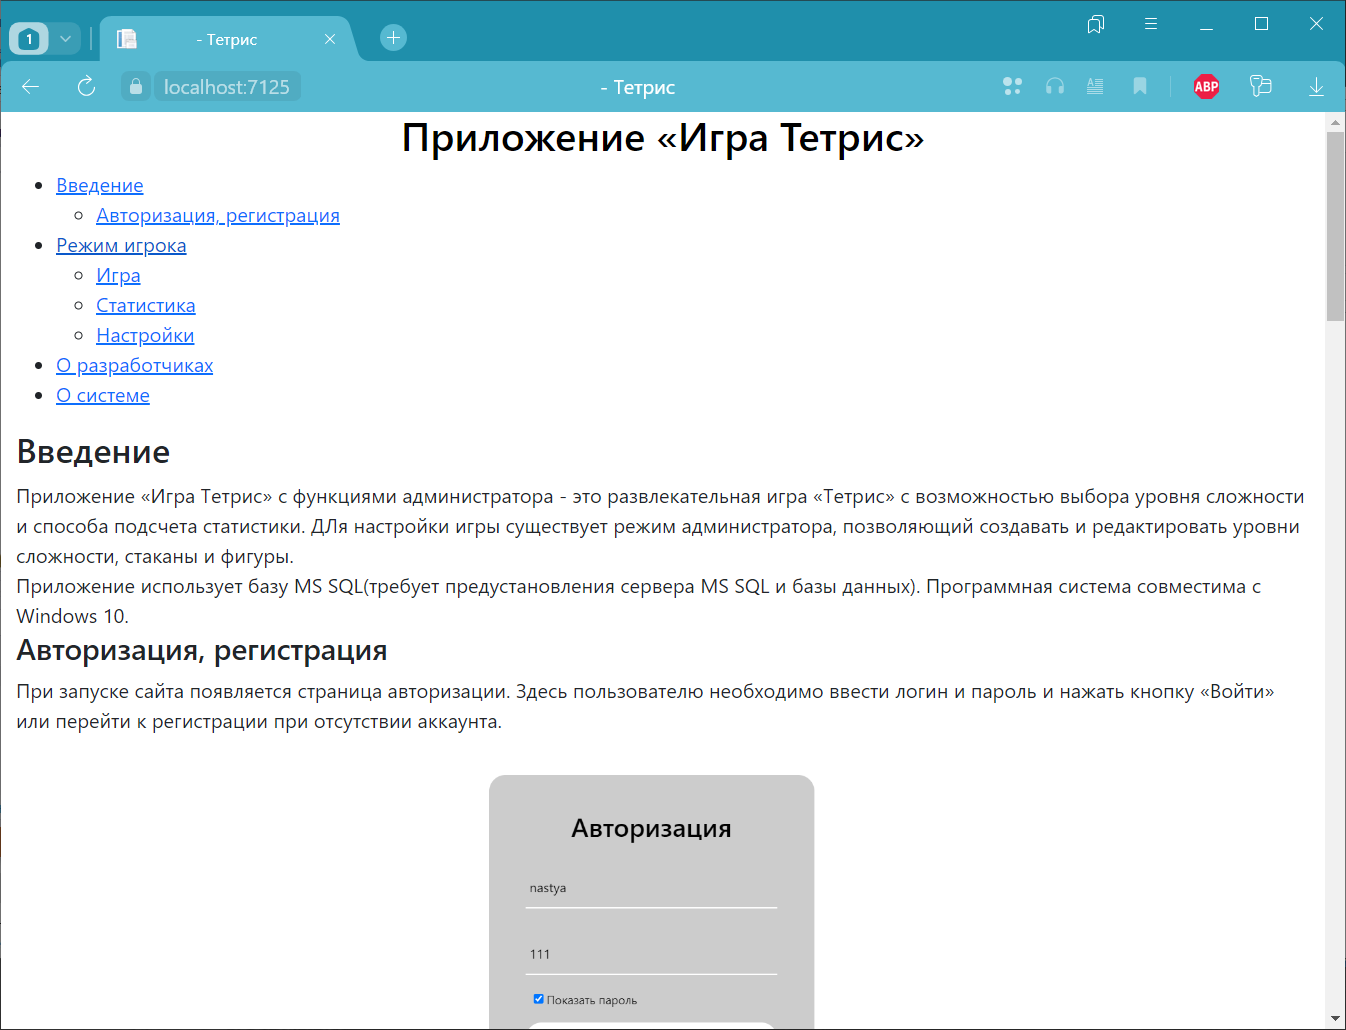 1
- Тетрис
localhost:7125
- Тетрис
ABP
Приложение «Игра Тетрис»
Введение
Авторизация, регистрация
Режим игрока
Игра
Статистика
Настройки
О разработчиках
О системе
Введение
Приложение «Игра Тетрис» с функциями администратора - это развлекательная игра «Тетрис» с возможностью выбора уровня сложности
и способа подсчета статистики. ДЛя настройки игры существует режим администратора, позволяющий создавать и редактировать уровни
сложности, стаканы и фигуры.
Приложение использует базу MS SQL(требует предустановления сервера MS SQL и базы данных). Программная система совместима с
Windows 10.
Авторизация, регистрация
При запуске сайта появляется страница авторизации. Здесь пользователю необходимо ввести логин и пароль и нажать кнопку «Войти»
или перейти к регистрации при отсутствии аккаунта.
Авторизация
nastya
111
Показать пароль